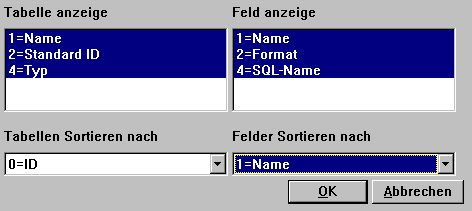 Tabelle anzeige
1=Name
2=Standard ID
4=Typ
Feld anzeige
1=Name
2=Format
4=SQL-Name
Tabellen Sortieren nach
0=ID
Felder Sortieren nach
1=Name
OK
Abbrechen